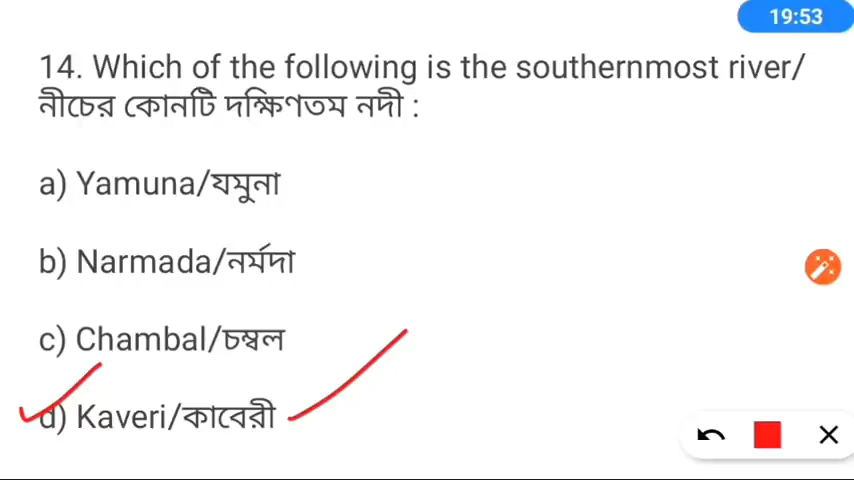 19:53
14. Which of the following is the southernmost river/
নীচের কোনটি দক্ষিণতম নদী :
a) Yamuna/যমুনা
b) Narmada/নর্মদা
c) Chambal/চম্বল
d) Kaveri/কাবেরী